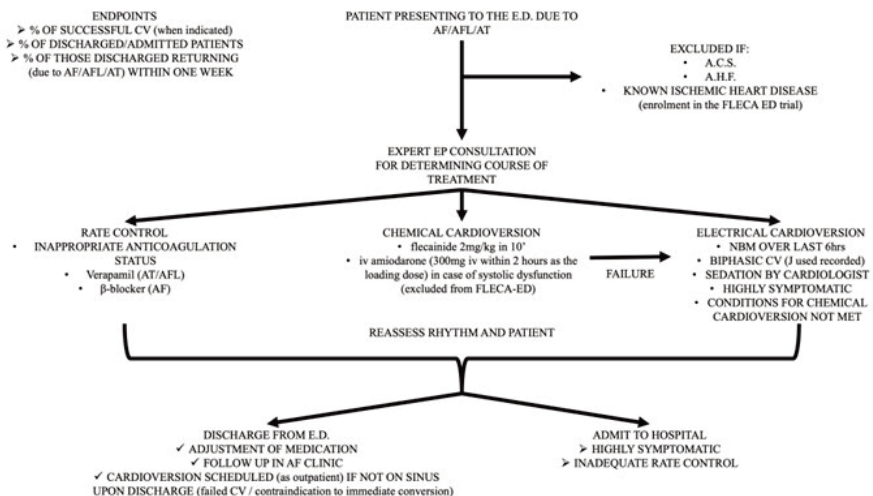 ENDPOINTS
➢ % OF SUCCESSFUL CV (when indicated)
➢ % OF DISCHARGED/ADMITTED PATIENTS
➢ % OF THOSE DISCHARGED RETURNING
(due to AF/AFL/AT) WITHIN ONE WEEK
PATIENT PRESENTING TO THE E.D. DUE TO
AF/AFL/AT
EXCLUDED IF:
• A.C.S.
• A.H.F.
• KNOWN ISCHEMIC HEART DISEASE
(enrolment in the FLECA ED trial)
EXPERT EP CONSULTATION
FOR DETERMINING COURSE OF
TREATMENT
RATE CONTROL
• INAPPROPRIATE ANTICOAGULATION
STATUS
• Verapamil (AT/AFL)
• β-blocker (AF)
CHEMICAL CARDIOVERSION
• flecainide 2mg/kg in 10'
• iv amiodarone (300mg iv within 2 hours as the
loading dose) in case of systolic dysfunction
(excluded from FLECA-ED)
FAILURE
ELECTRICAL CARDIOVERSION
• NBM OVER LAST 6hrs
• BIPHASIC CV (J used recorded)
• SEDATION BY CARDIOLOGIST
• HIGHLY SYMPTOMATIC
• CONDITIONS FOR CHEMICAL
CARDIOVERSION NOT MET
REASSESS RHYTHM AND PATIENT
DISCHARGE FROM E.D.
✓ ADJUSTMENT OF MEDICATION
✓ FOLLOW UP IN AF CLINIC
✓ CARDIOVERSION SCHEDULED (as outpatient) IF NOT ON SINUS
UPON DISCHARGE (failed CV / contraindication to immediate conversion)
ADMIT TO HOSPITAL
➢ HIGHLY SYMPTOMATIC
➢ INADEQUATE RATE CONTROL